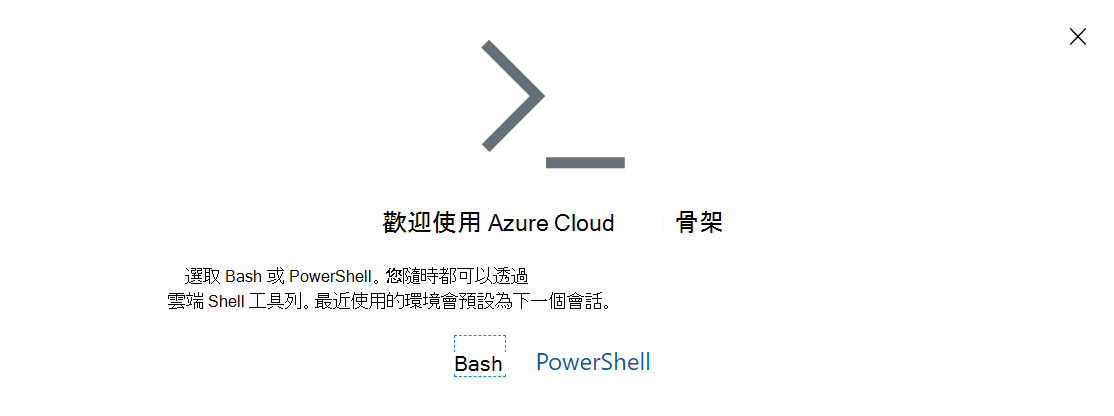 歡迎使用 Azure Cloud 骨架
選取 Bash 或 PowerShell。您隨時都可以透過
雲端 Shell 工具列。最近使用的環境會預設為下一個會話。
Bash PowerShell